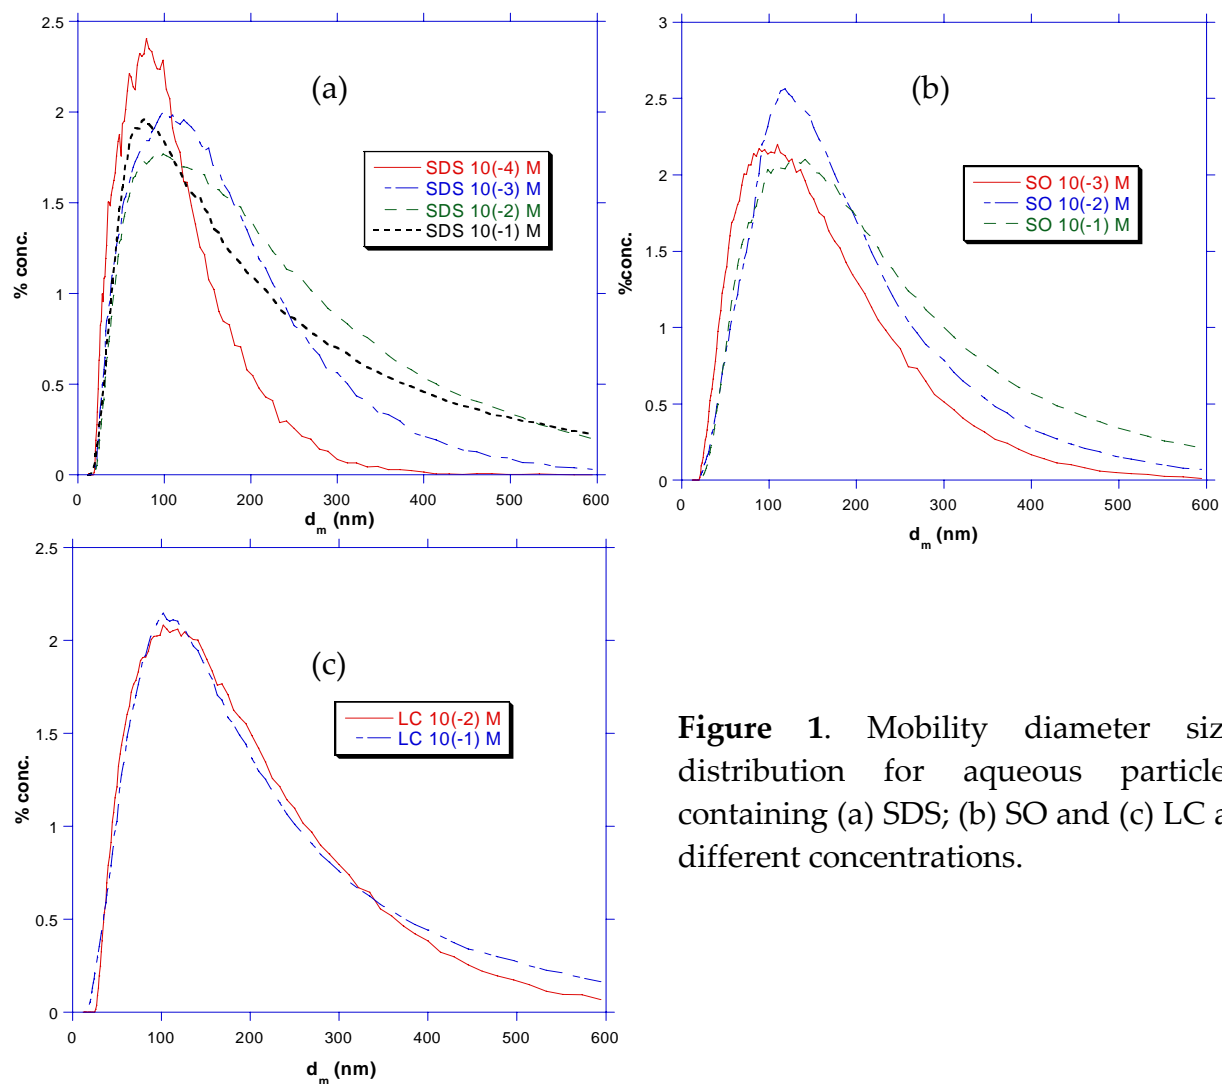 2.5
2
1.5
1
0.5
0
% conc.
(a)
SDS 10(-4) M
SDS 10(-3) M
SDS 10(-2) M
SDS 10(-1) M
0 100 200 300 400 500 600
d_m (nm)
3
2.5
2
1.5
1
0.5
0
%conc.
(b)
SO 10(-3) M
SO 10(-2) M
SO 10(-1) M
0 100 200 300 400 500 600
d_m (nm)
2.5
2
1.5
1
0.5
0
% conc.
(c)
LC 10(-2) M
LC 10(-1) M
0 100 200 300 400 500 600
d_m (nm)
Figure 1. Mobility diameter siz
distribution for aqueous particle
containing (a) SDS; (b) SO and (c) LC a
different concentrations.